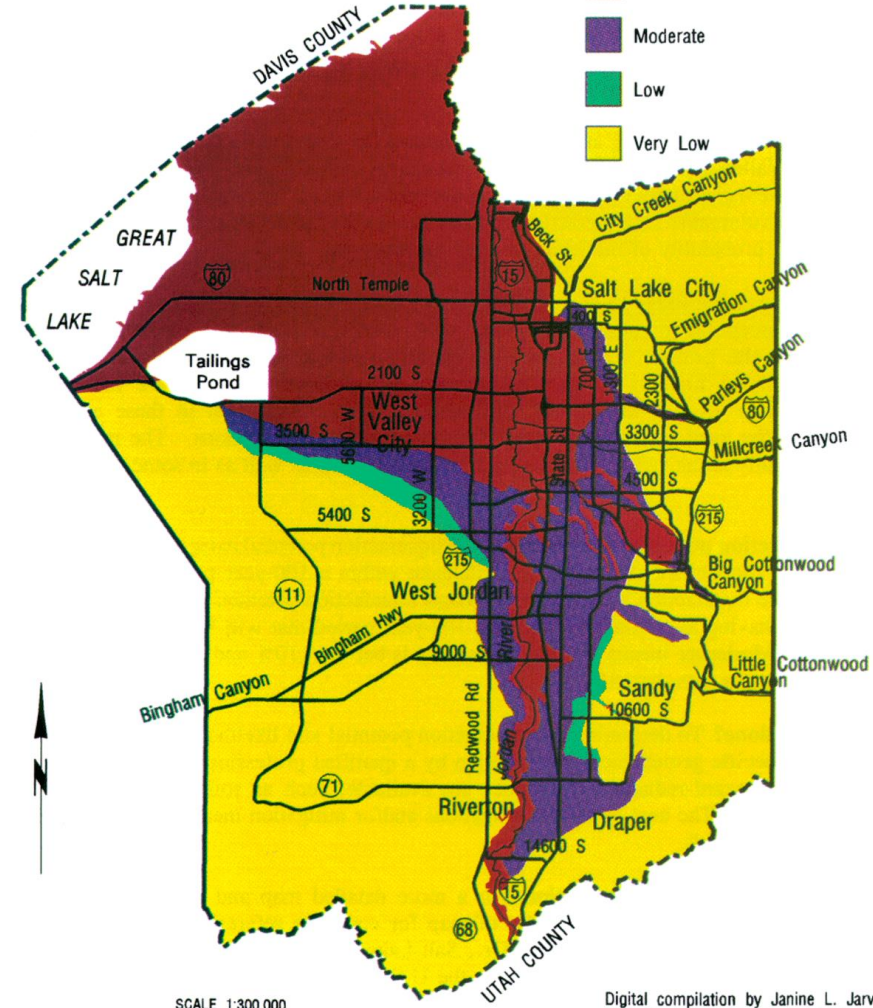 Moderate
Low
Very Low
DAVIS COUNTY
GREAT
SALT
LAKE
80
North Temple
15
Beck St
City Creek Canyon
Salt Lake City
400 S
Emigration Canyon
Tailings
Pond
2100 S
700 E
1300 E
2300 E
Parleys Canyon
80
West
Valley
City
3500 S
5600 W
State St
3300 S
Millcreek Canyon
3200 W
4500 S
5400 S
215
215
Big Cottonwood
Canyon
111
West Jordan
Bingham Hwy
9000 S
Jordan River
Little Cottonwood
Canyon
Bingham Canyon
Redwood Rd
Sandy
10600 S
71
Riverton
Draper
14600 S
N
15
68
UTAH COUNTY
SCALE 1:300,000
Digital compilation by Janine L. Jarv